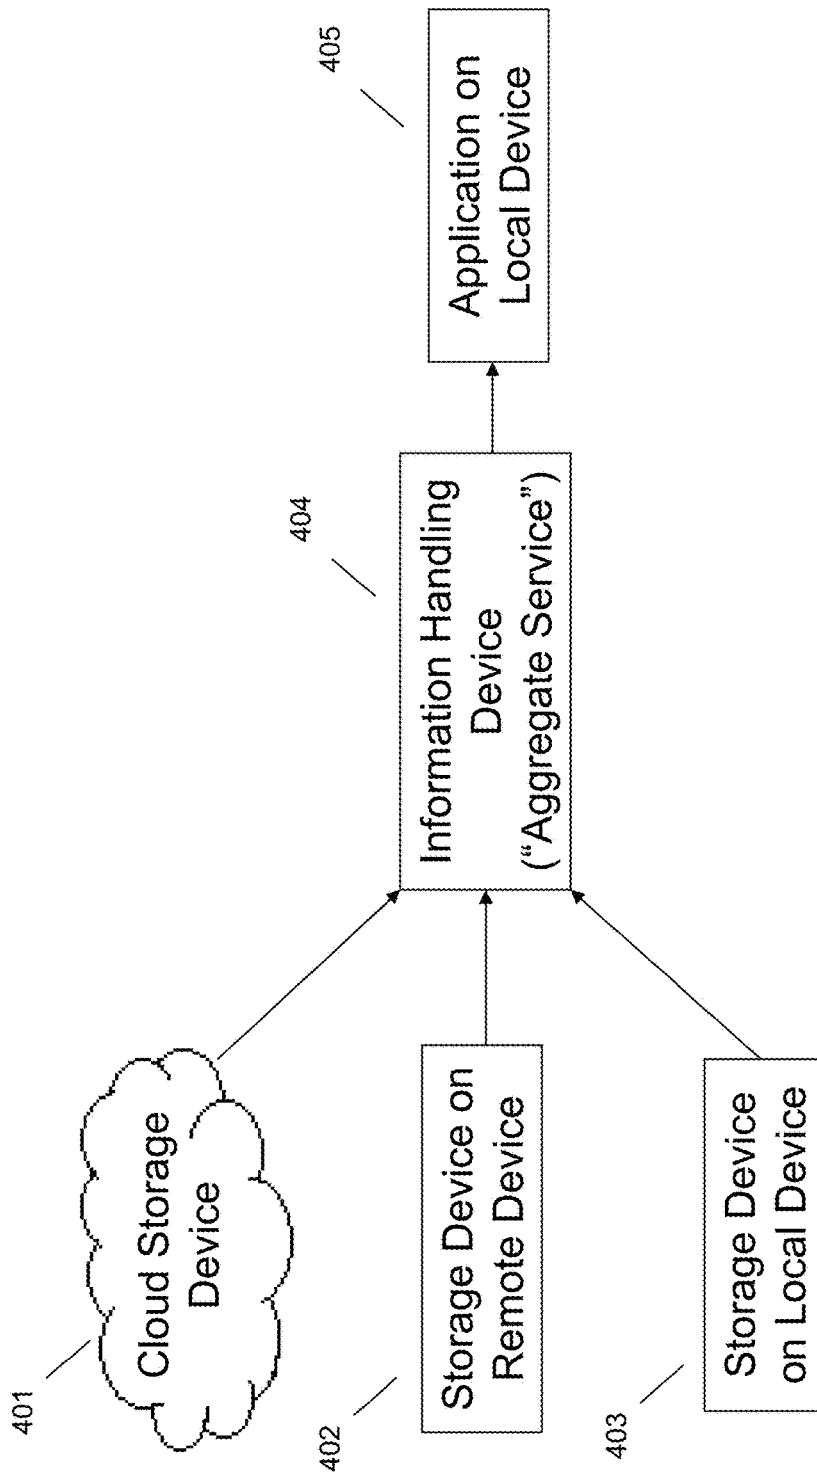 401
Cloud Storage
Device
402
Storage Device on
Remote Device
403
Storage Device
on Local Device
404
Information Handling
Device
(“Aggregate Service”)
405
Application on
Local Device